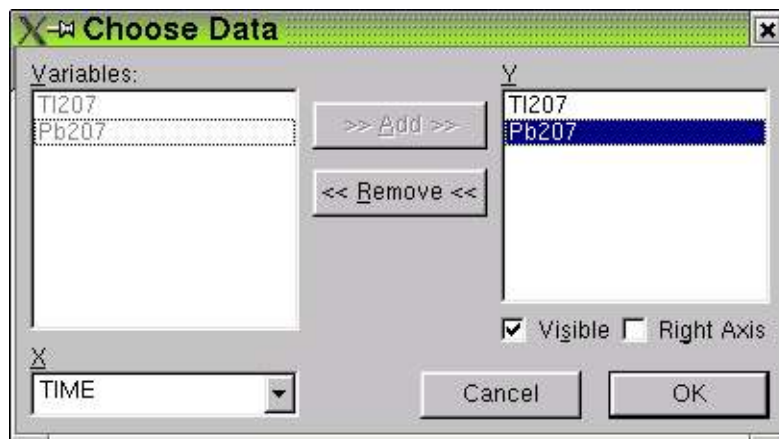 Choose Data
Variables:
Tl207
Pb207
>> Add >>
<< Remove <<
Y
Tl207
Pb207
Visible
Right Axis
X
TIME
Cancel
OK